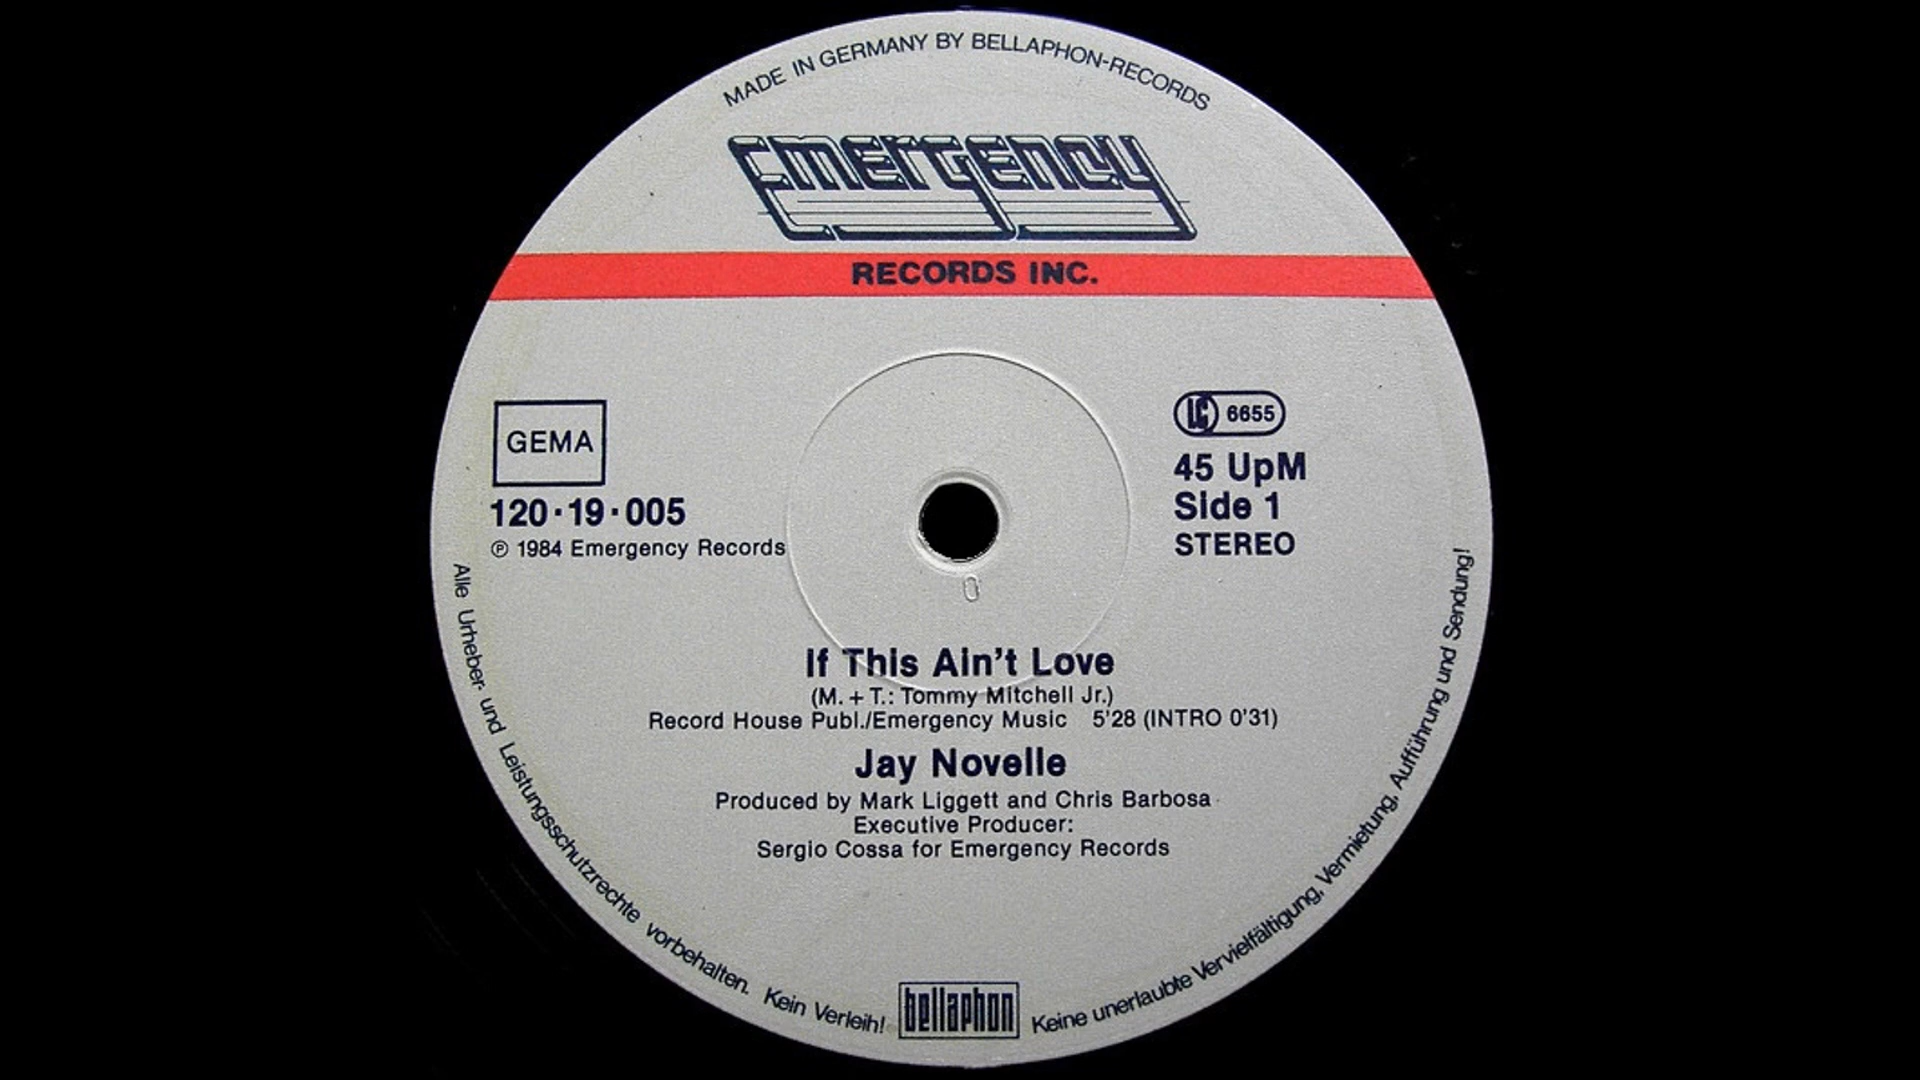 MADE IN GERMANY BY BELLAPHON-RECORDS
Emergency
RECORDS INC.
GEMA
120·19·005
℗ 1984 Emergency Records
LC 6655
45 UpM
Side 1
STEREO
If This Ain't Love
(M. + T.: Tommy Mitchell Jr.)
Record House Publ./Emergency Music 5'28 (INTRO 0'31)
Jay Novelle
Produced by Mark Liggett and Chris Barbosa
Executive Producer:
Sergio Cossa for Emergency Records
Alle Urheber- und Leistungsschutzrechte vorbehalten. Kein Verleih!
bellaphon
Keine unerlaubte Vervielfältigung, Vermietung, Aufführung und Sendung!